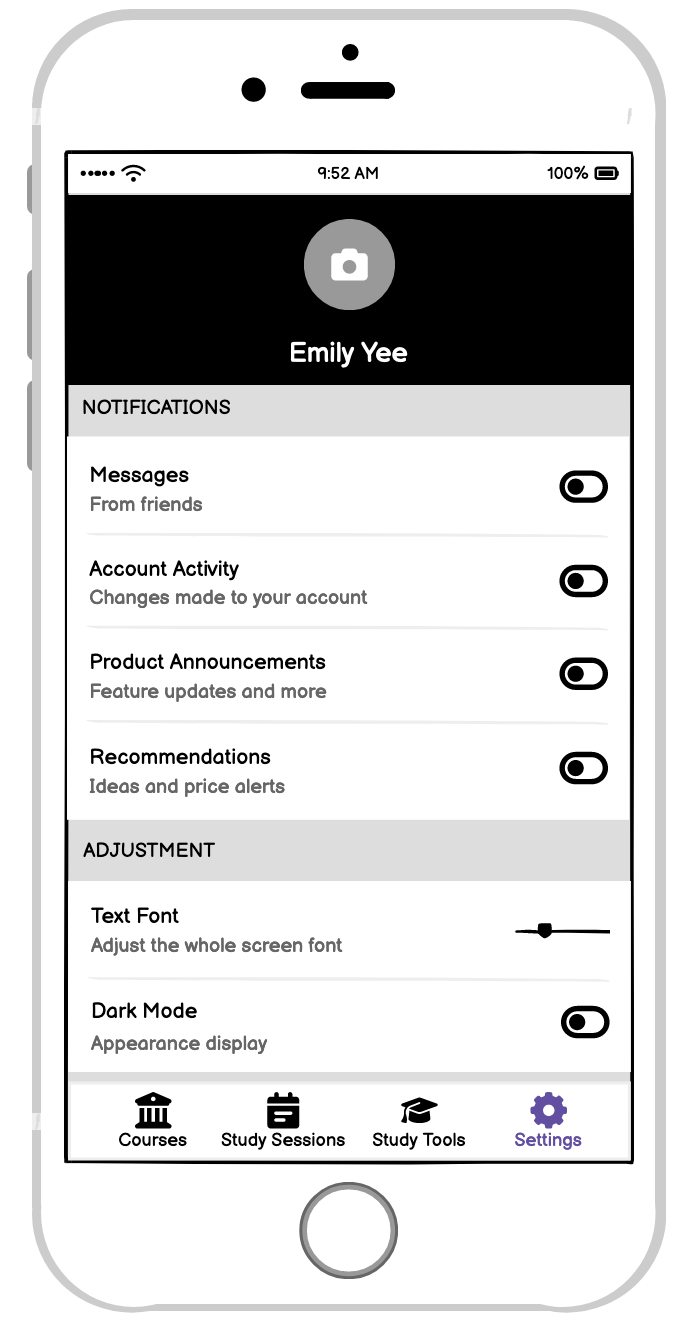 9:52 AM 100%
Emily Yee
NOTIFICATIONS
Messages
From friends
Account Activity
Changes made to your account
Product Announcements
Feature updates and more
Recommendations
Ideas and price alerts
ADJUSTMENT
Text Font
Adjust the whole screen font
Dark Mode
Appearance display
Courses Study Sessions Study Tools Settings